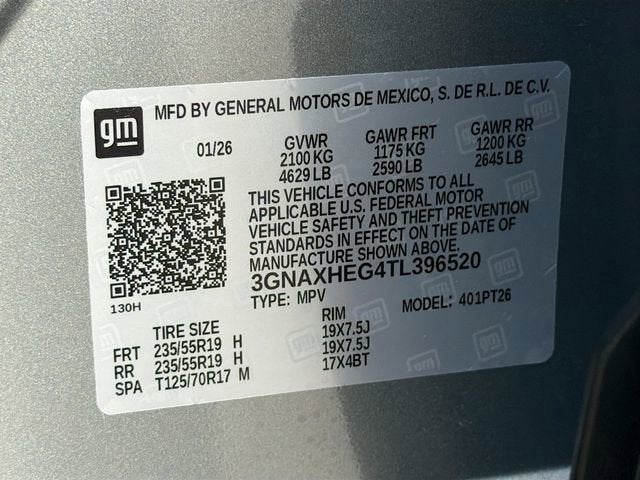 gm
MFD BY GENERAL MOTORS DE MEXICO, S. DE R.L. DE C.V.
01/26 GVWR GAWR FRT GAWR RR
2100 KG 1175 KG 1200 KG
4629 LB 2590 LB 2645 LB
THIS VEHICLE CONFORMS TO ALL
APPLICABLE U.S. FEDERAL MOTOR
VEHICLE SAFETY AND THEFT PREVENTION
STANDARDS IN EFFECT ON THE DATE OF
MANUFACTURE SHOWN ABOVE.
3GNAXHEG4TL396520
130H TYPE: MPV MODEL: 401PT26
TIRE SIZE RIM
FRT 235/55R19 H 19X7.5J
RR 235/55R19 H 19X7.5J
SPA T125/70R17 M 17X4BT